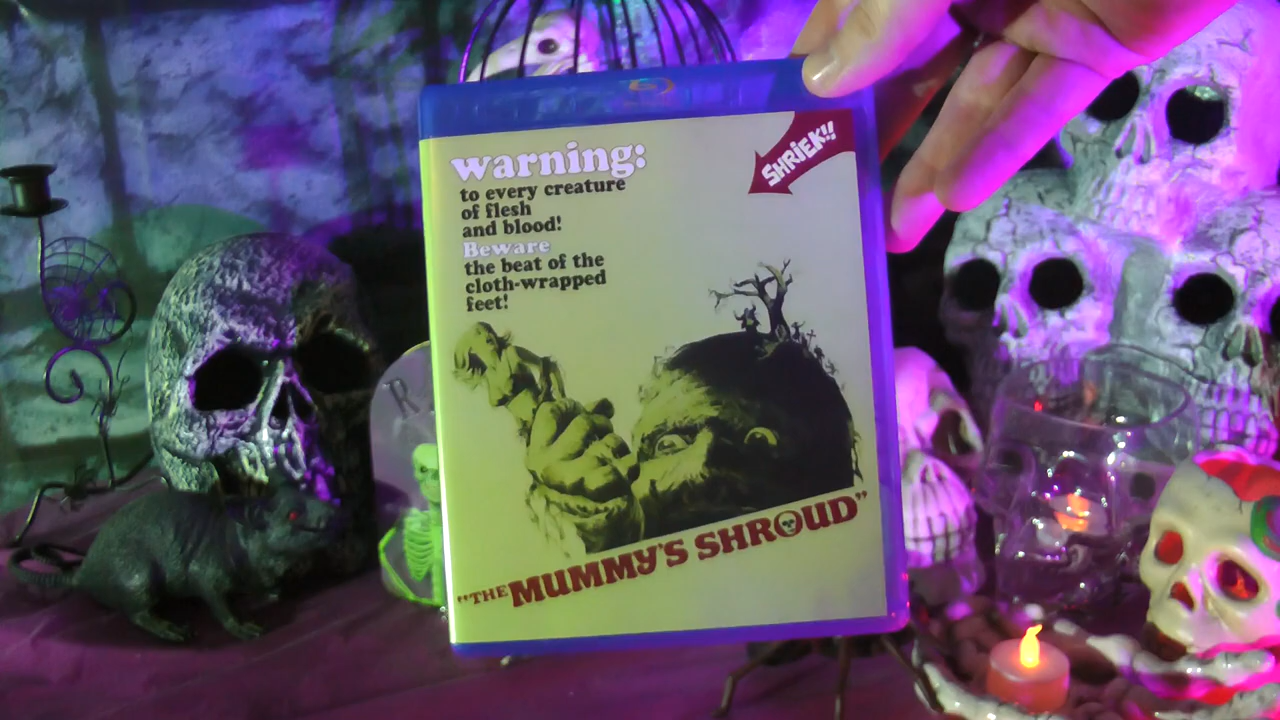 warning:
to every creature
of flesh
and blood!
Beware
the beat of the
cloth-wrapped
feet!
SHRIEK!!
"THE MUMMY'S SHROUD"
R